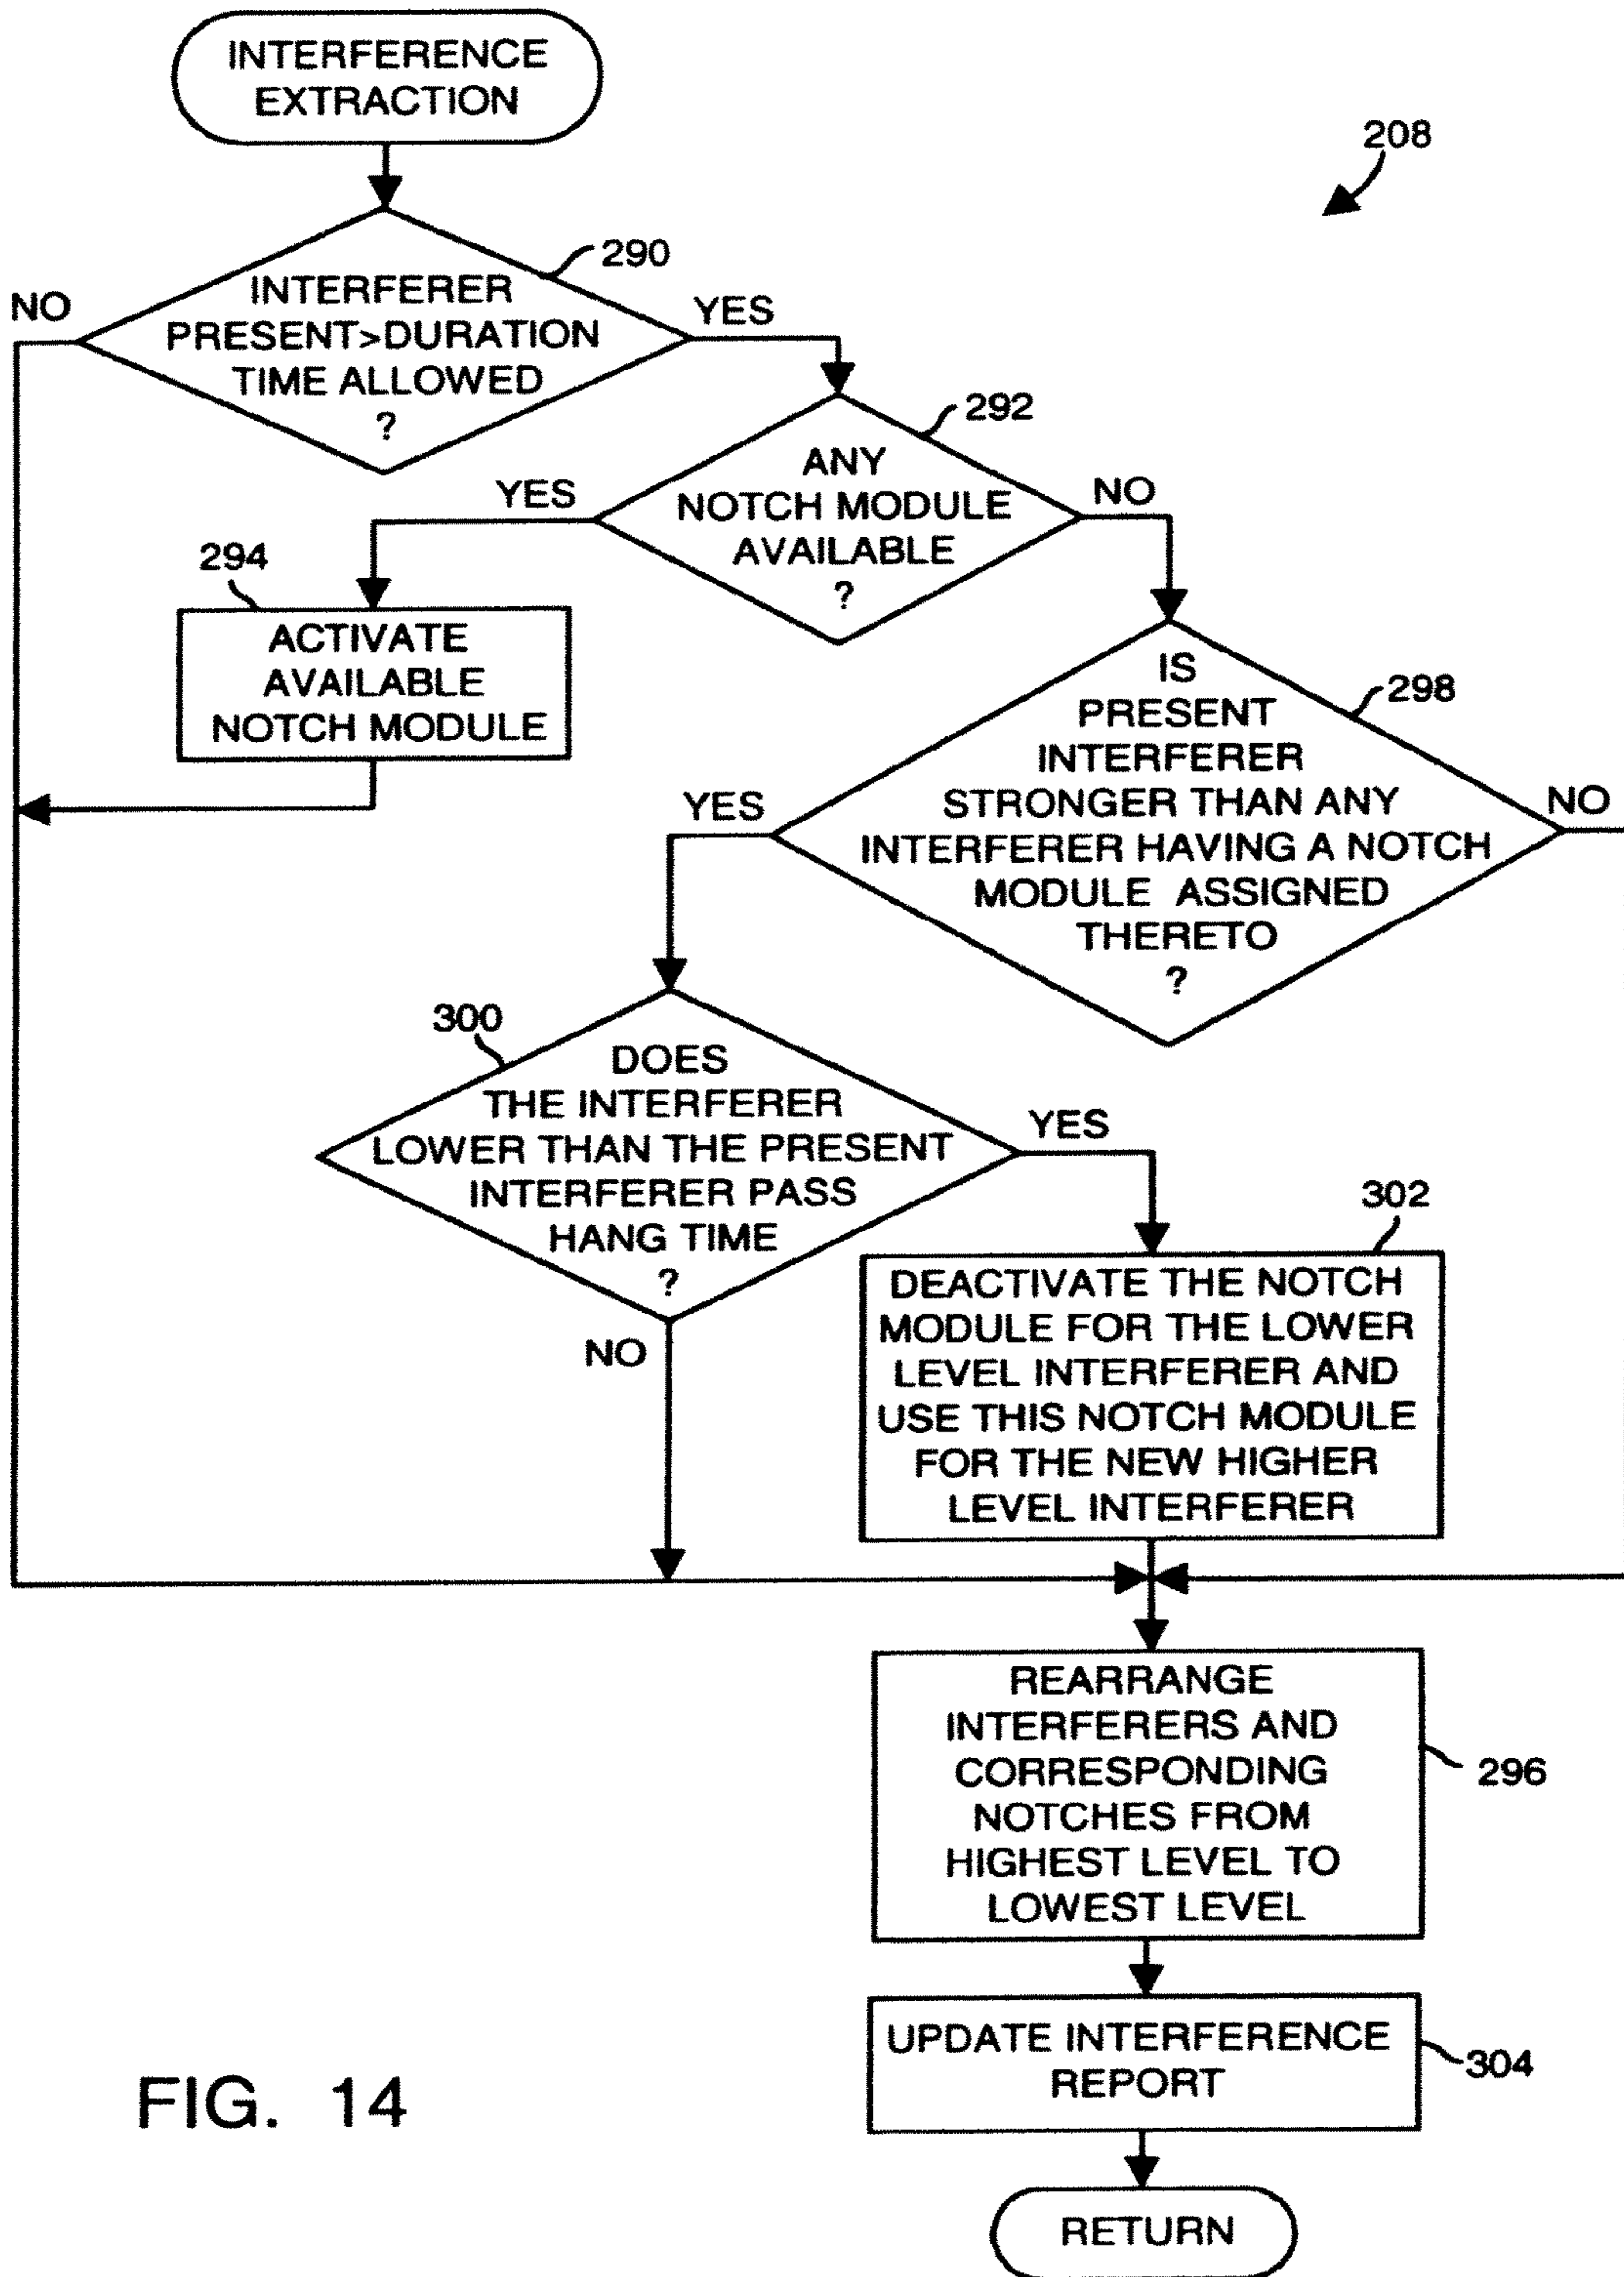 INTERFERENCE
EXTRACTION
208
290
INTERFERER
PRESENT>DURATION
TIME ALLOWED
?
NO
YES
292
ANY
NOTCH MODULE
AVAILABLE
?
YES
NO
294
ACTIVATE
AVAILABLE
NOTCH MODULE
298
IS
PRESENT
INTERFERER
STRONGER THAN ANY
INTERFERER HAVING A NOTCH
MODULE ASSIGNED
THERETO
?
YES
NO
300
DOES
THE INTERFERER
LOWER THAN THE PRESENT
INTERFERER PASS
HANG TIME
?
YES
NO
302
DEACTIVATE THE NOTCH
MODULE FOR THE LOWER
LEVEL INTERFERER AND
USE THIS NOTCH MODULE
FOR THE NEW HIGHER
LEVEL INTERFERER
REARRANGE
INTERFERERS AND
CORRESPONDING
NOTCHES FROM
HIGHEST LEVEL TO
LOWEST LEVEL
296
UPDATE INTERFERENCE
REPORT
304
RETURN
FIG. 14